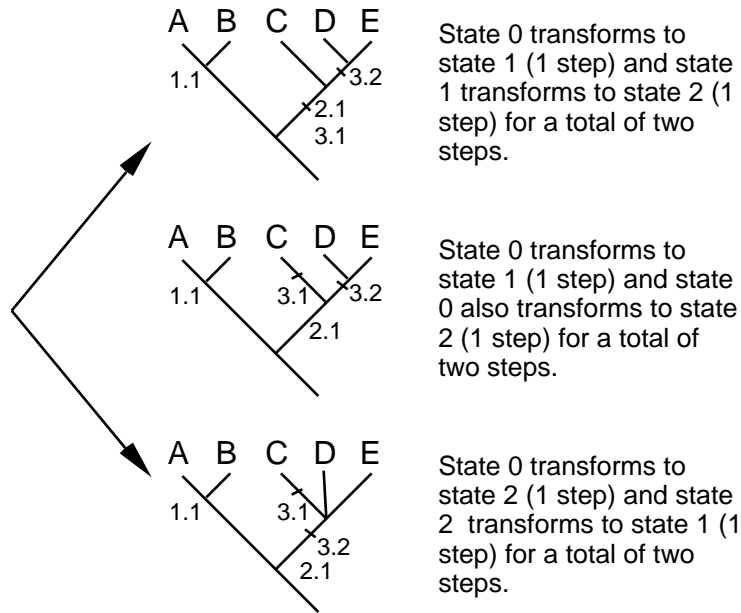 A B C D E
1.1
3.2
2.1
3.1
State 0 transforms to
state 1 (1 step) and state
1 transforms to state 2 (1
step) for a total of two
steps.
A B C D E
1.1
3.1
3.2
2.1
State 0 transforms to
state 1 (1 step) and state
0 also transforms to state
2 (1 step) for a total of
two steps.
A B C D E
1.1
3.1
3.2
2.1
State 0 transforms to
state 2 (1 step) and state
2 transforms to state 1 (1
step) for a total of two
steps.